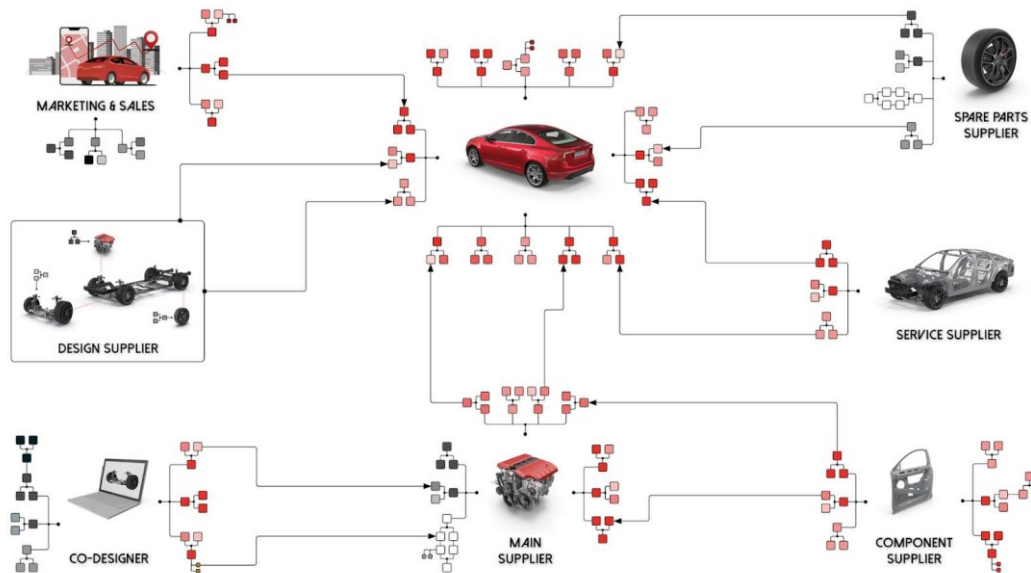 MARKETING & SALES
SPARE PARTS
SUPPLIER
DESIGN SUPPLIER
SERVICE SUPPLIER
CO-DESIGNER
MAIN
SUPPLIER
COMPONENT
SUPPLIER